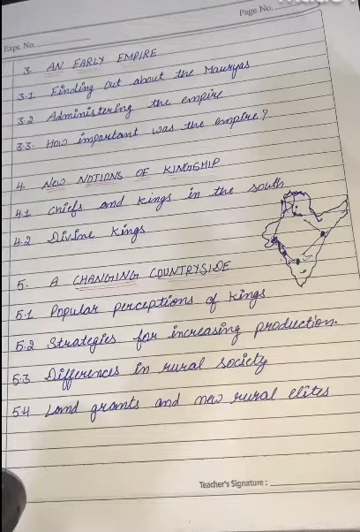 Page No.
Expt. No.
3. AN EARLY EMPIRE
3.1 Finding out about the Mauryas
3.2 Administering the empire
3.3. How important was the empire?
4. NEW NOTIONS OF KINGSHIP
4.1 Chiefs and kings in the south
4.2 Divine Kings
5. A CHANGING COUNTRYSIDE
5.1 Popular perceptions of kings
5.2 Strategies for increasing production.
5.3 Differences in rural society
5.4 Land grants and new rural elites
Teacher's Signature :